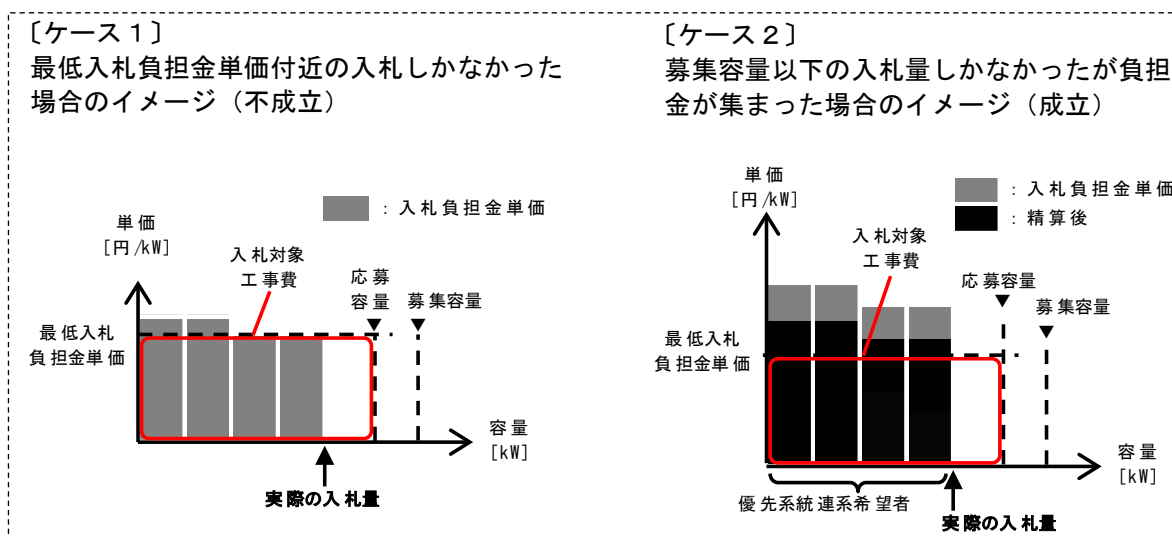 〔ケース１〕
最低入札負担金単価付近の入札しかなかった
場合のイメージ（不成立）
：入札負担金単価
単価
[円/kW]
入札対象
工事費
応募
容量
募集容量
最低入札
負担金単価
容量
[kW]
実際の入札量
〔ケース２〕
募集容量以下の入札量しかなかったが負担
金が集まった場合のイメージ（成立）
単価
[円/kW]
：入札負担金単価
：精算後
入札対象
工事費
応募容量
募集容量
最低入札
負担金単価
容量
[kW]
優先系統連系希望者
実際の入札量